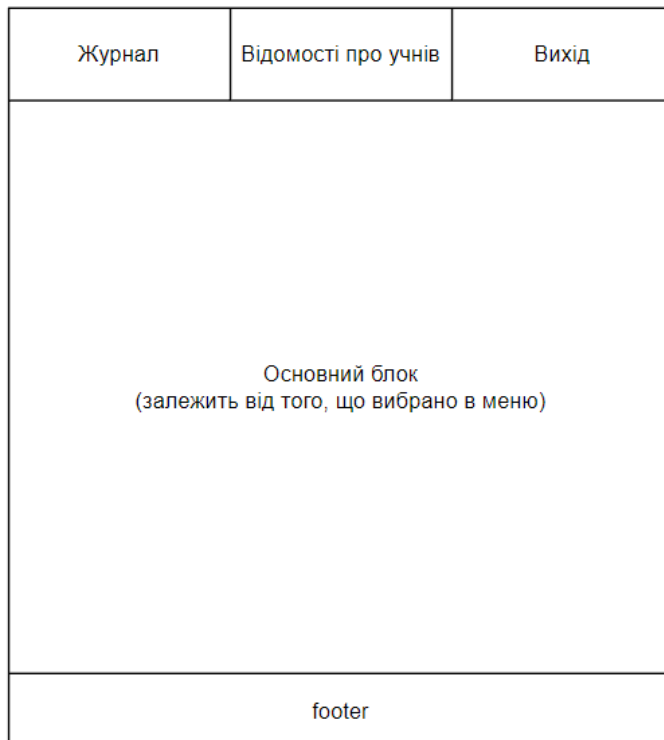 Журнал
Відомості про учнів
Вихід
Основний блок
(залежить від того, що вибрано в меню)
footer